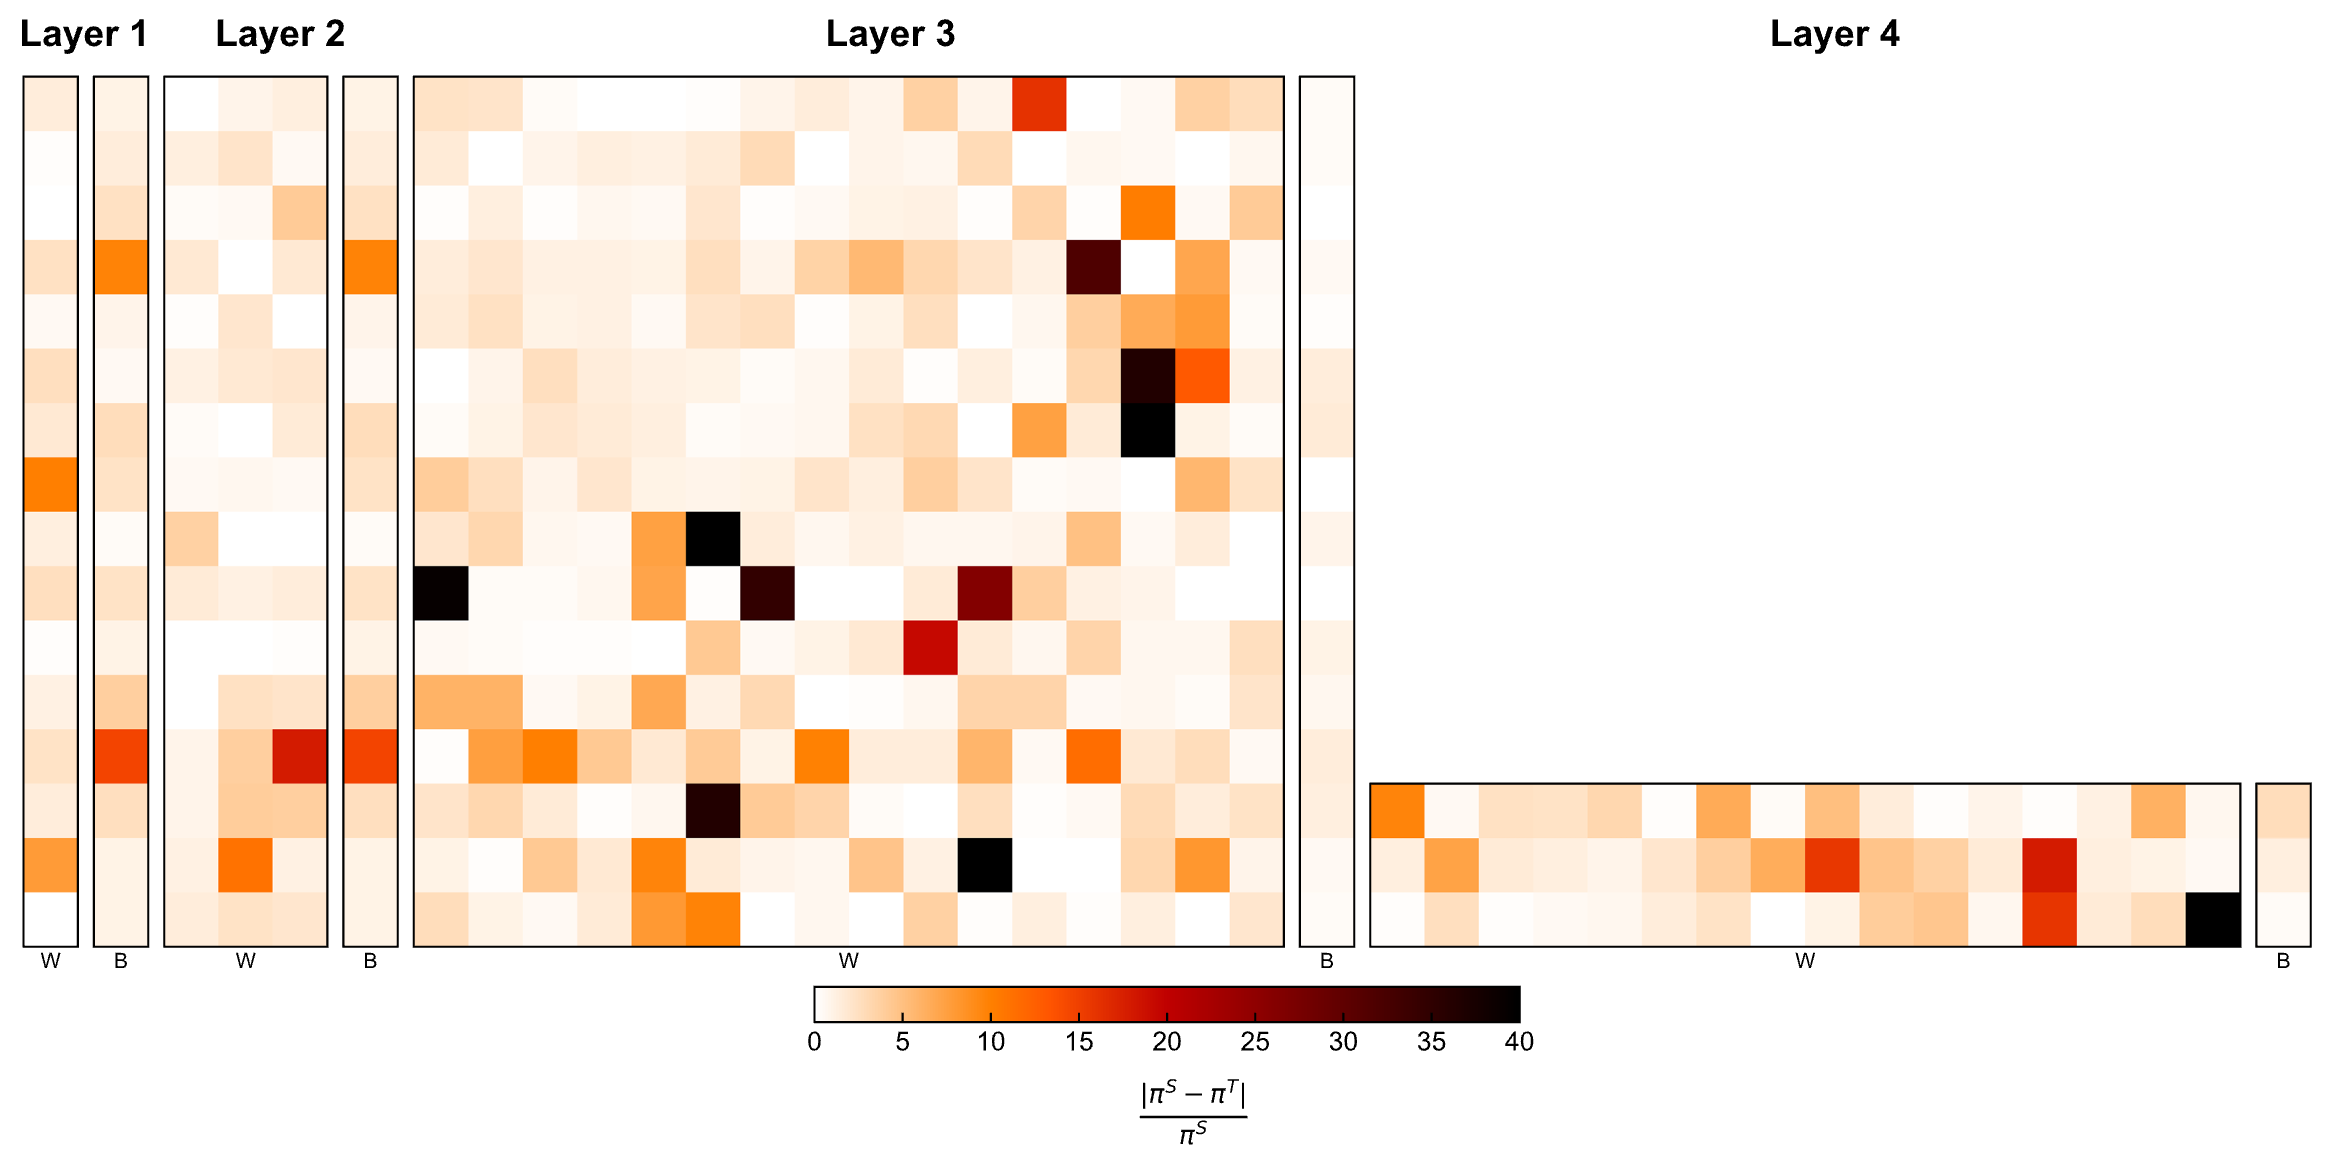 Layer 1 Layer 2 Layer 3 Layer 4
W B W B W B W B
0 5 10 15 20 25 30 35 40
|π^S − π^T|
π^S